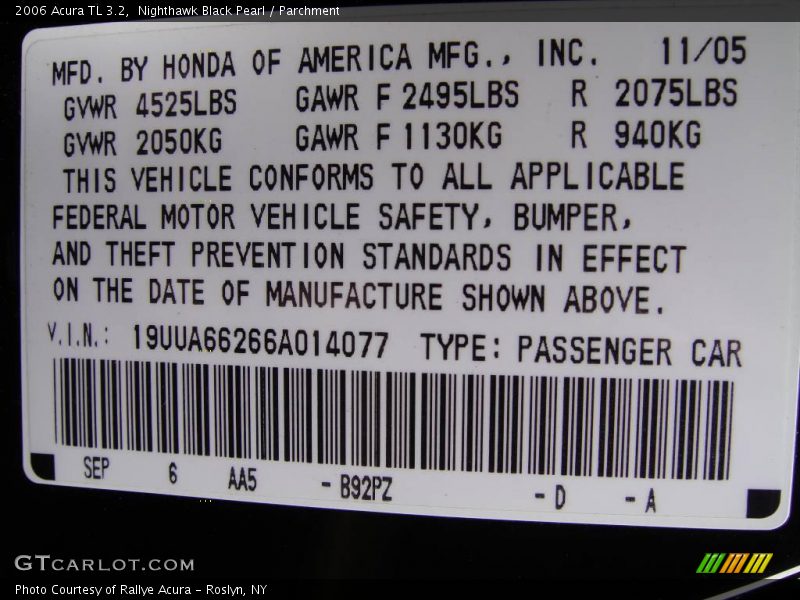 2006 Acura TL 3.2, Nighthawk Black Pearl / Parchment
MFD. BY HONDA OF AMERICA MFG., INC. 11/05
GVWR 4525LBS GAWR F 2495LBS R 2075LBS
GVWR 2050KG GAWR F 1130KG R 940KG
THIS VEHICLE CONFORMS TO ALL APPLICABLE
FEDERAL MOTOR VEHICLE SAFETY, BUMPER,
AND THEFT PREVENTION STANDARDS IN EFFECT
ON THE DATE OF MANUFACTURE SHOWN ABOVE.
V.I.N.: 19UUA66266A014077 TYPE: PASSENGER CAR
SEP 6 AA5 - B92PZ - D - A
GTCARLOT.COM
Photo Courtesy of Rallye Acura - Roslyn, NY